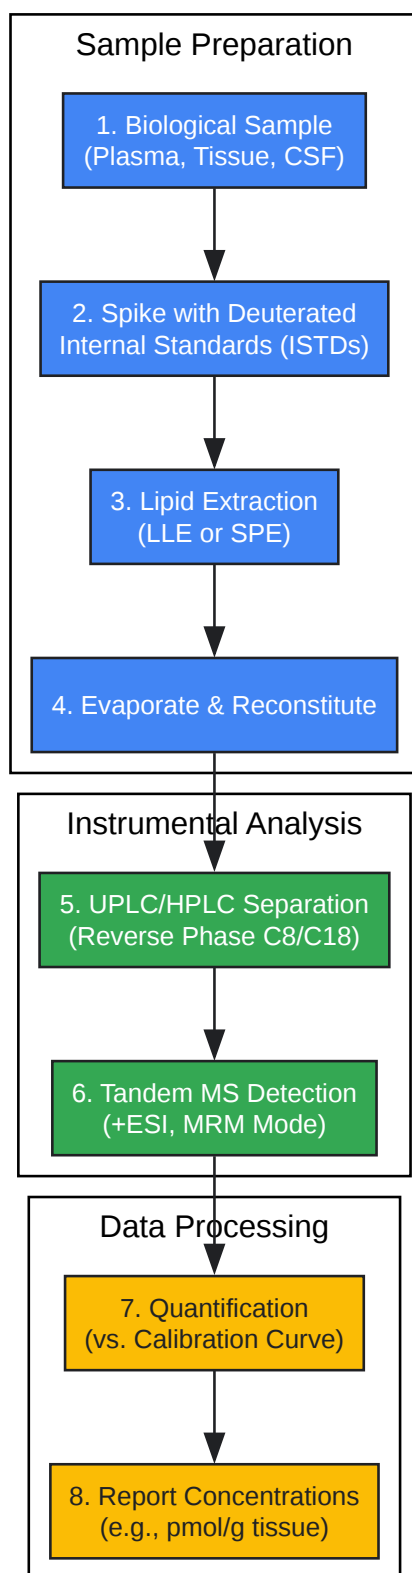 Sample Preparation
1. Biological Sample
(Plasma, Tissue, CSF)
2. Spike with Deuterated
Internal Standards (ISTDs)
3. Lipid Extraction
(LLE or SPE)
4. Evaporate & Reconstitute
Instrumental Analysis
5. UPLC/HPLC Separation
(Reverse Phase C8/C18)
6. Tandem MS Detection
(+ESI, MRM Mode)
Data Processing
7. Quantification
(vs. Calibration Curve)
8. Report Concentrations
(e.g., pmol/g tissue)